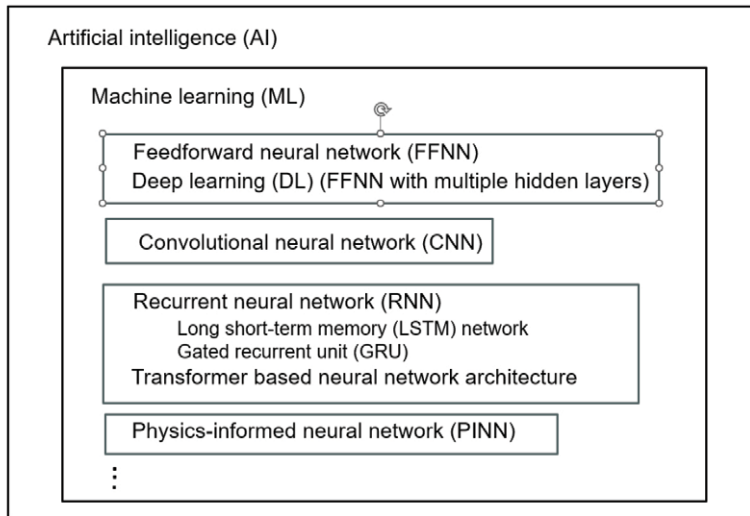 Artificial intelligence (AI)
Machine learning (ML)
Feedforward neural network (FFNN)
Deep learning (DL) (FFNN with multiple hidden layers)
Convolutional neural network (CNN)
Recurrent neural network (RNN)
Long short-term memory (LSTM) network
Gated recurrent unit (GRU)
Transformer based neural network architecture
Physics-informed neural network (PINN)
⋮